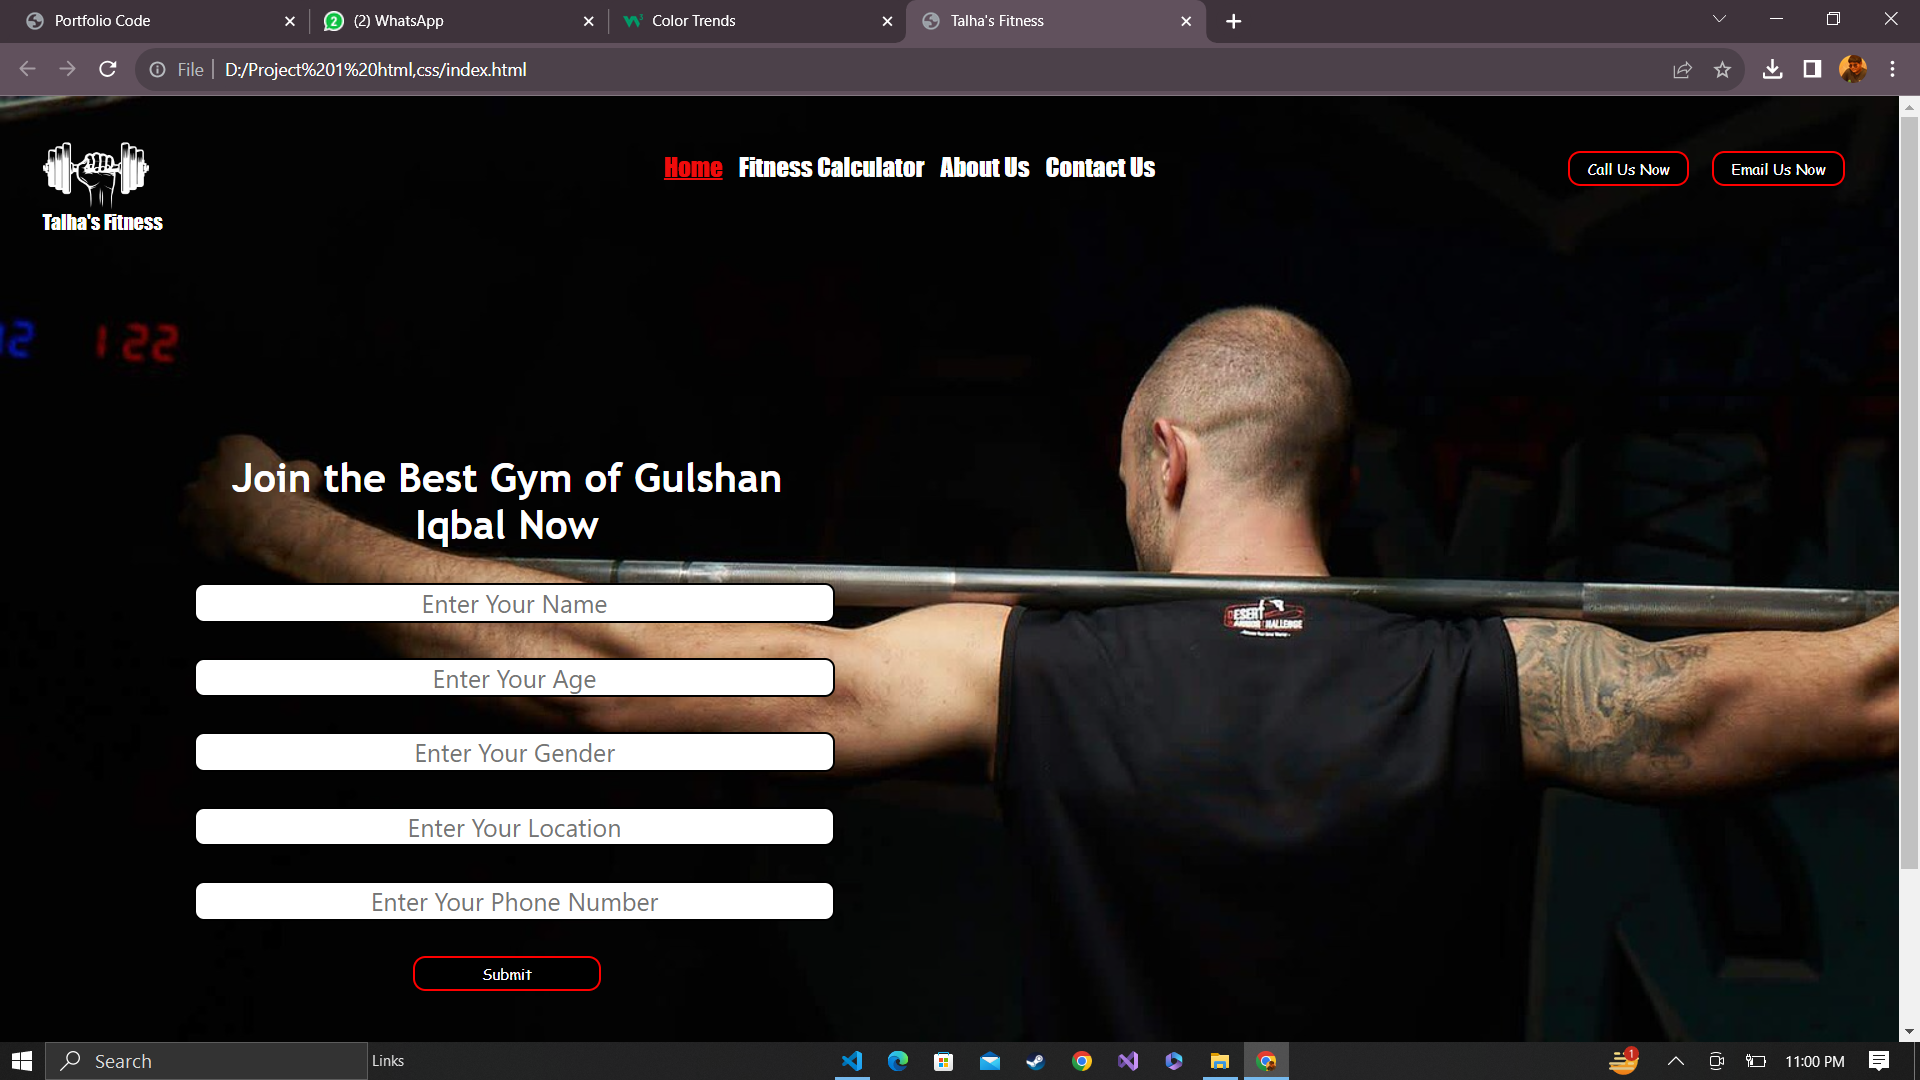 Portfolio Code
(2) WhatsApp
Color Trends
Talha's Fitness
File
D:/Project%201%20html,css/index.html
Home Fitness Calculator About Us Contact Us
Call Us Now
Email Us Now
Talha's Fitness
2
1 22
Join the Best Gym of Gulshan
Iqbal Now
Enter Your Name
DESERT
WARRIOR CHALLENGE
Enter Your Age
Enter Your Gender
Enter Your Location
Enter Your Phone Number
Submit
Search
Links
1
11:00 PM